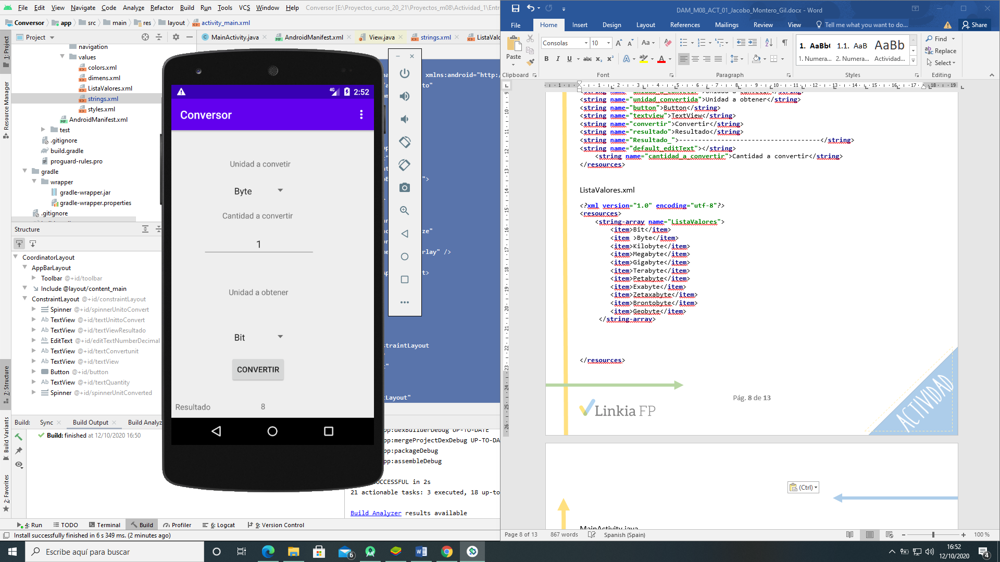 File Edit View Navigate Code Analyze Refactor Build Run Tools VCS Window Help Conversor [E:\Proyectos_curso_20_21\Proyectos_m08\Actividad_1\Entr
Conversor app src main res layout activity_main.xml
Project
MainActivity.java AndroidManifest.xml View.java strings.xml ListaValo
1: Project
Resource Manager
7: Structure
Build Variants
2: Favorites
navigation
values
colors.xml
dimens.xml
ListaValores.xml
strings.xml
styles.xml
AndroidManifest.xml
test
.gitignore
build.gradle
proguard-rules.pro
gradle
wrapper
gradle-wrapper.jar
gradle-wrapper.properties
.gitignore
Structure
CoordinatorLayout
AppBarLayout
Toolbar @+id/toolbar
Include @layout/content_main
ConstraintLayout @+id/constraintLayout
Spinner @+id/spinnerUnitoConvert
Ab TextView @+id/textUnittoConvert
Ab TextView @+id/textViewResultado
Ab EditText @+id/editTextNumberDecimal
Ab TextView @+id/textConvertunit
Ab TextView @+id/textView
Button @+id/button
Ab TextView @+id/textQuantity
Spinner @+id/spinnerUnitConverted
xmlns:android="http:/
rlay" />
straintLayout
tLayout"
4G 2:52
Conversor
Unidad a convetir
Byte
Cantidad a convertir
1
Unidad a obtener
Bit
CONVERTIR
Resultado 8
Build: Sync Build Output Build Analyz
Build: finished at 12/10/2020 16:50
pp:dexBuilderDebug UP-TO-DATE
pp:mergeProjectDexDebug UP-TO-DA
pp:packageDebug
pp:assembleDebug
UCCESSFUL in 2s
21 actionable tasks: 3 executed, 18 up-to
Build Analyzer results available
4: Run TODO Terminal Build Profiler 6: Logcat 9: Version Control
Install successfully finished in 6 s 349 ms. (2 minutes ago)
DAM_M08_ACT_01_Jacobo_Montero_Gil.docx - Word
File Home Insert Design Layout References Mailings Review View Tell me what you want to do... Share
Paste
Consolas 10
B I U abc x₂ x²
1. AaBb( 1.1. AaB AaBb
1. Numera... 2. Numera... Actividad...
Find
Replace
Select
Clipboard Font Paragraph Styles Editing
<string name="unidad_convertida">Unidad a obtener</string>
<string name="button">Button</string>
<string name="textview">TextView</string>
<string name="convertir">Convertir</string>
<string name="resultado">Resultado</string>
<string name="Resultado_">-------------------------------------</string>
<string name="default_editText"></string>
<string name="cantidad_a_convertir">Cantidad a convertir</string>
</resources>
ListaValores.xml
<?xml version="1.0" encoding="utf-8"?>
<resources>
<string-array name="ListaValores">
<item>Bit</item>
<item >Byte</item>
<item>Kilobyte</item>
<item>Megabyte</item>
<item>Gigabyte</item>
<item>Terabyte</item>
<item>Petabyte</item>
<item>Exabyte</item>
<item>Zetaxabyte</item>
<item>Brontobyte</item>
<item>Geobyte</item>
</string-array>
</resources>
Pág. 8 de 13
Linkia FP
ACTIVIDAD
(Ctrl)
MainActivity.java
Page 8 of 13 867 words Spanish (Spain) 100 %
Escribe aquí para buscar
6
16:52
12/10/2020
4